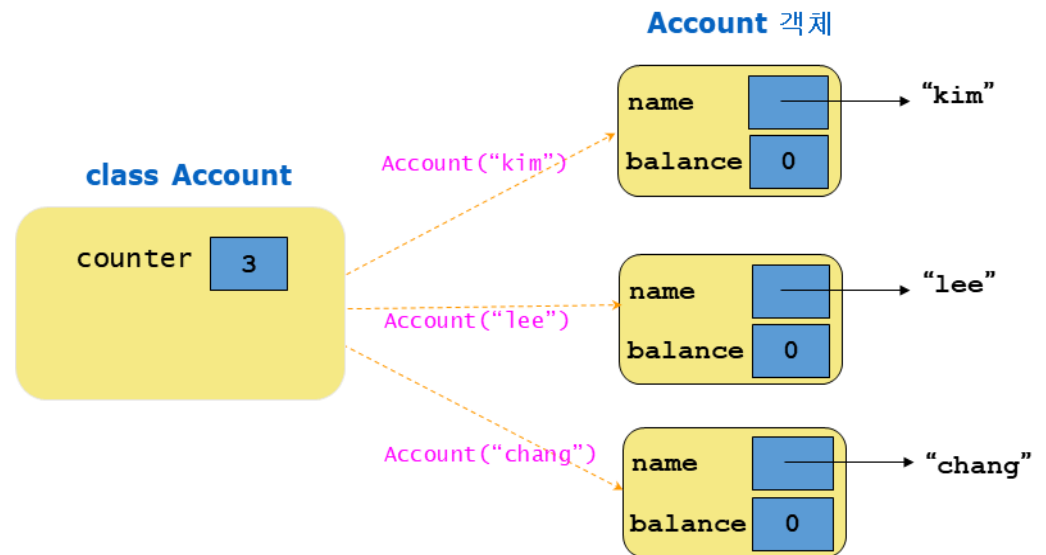 Account 객체
name
“kim”
balance 0
Account(“kim”)
class Account
counter 3
name
“lee”
balance 0
Account(“lee”)
Account(“chang”)
name
“chang”
balance 0